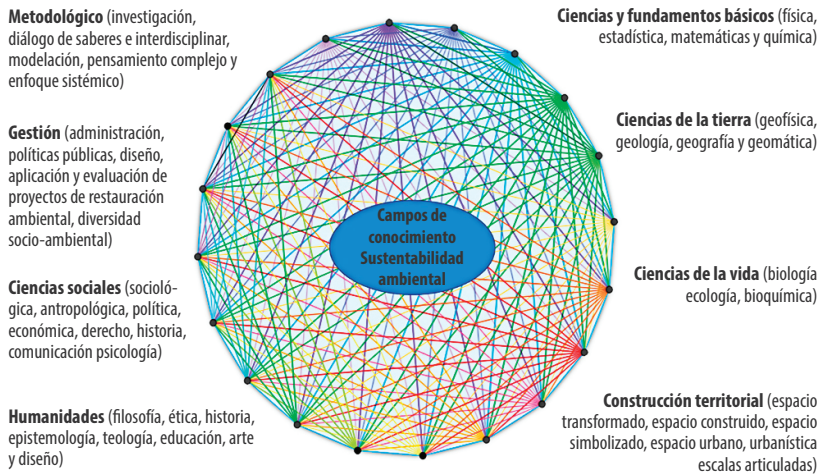 Metodológico (investigación,
diálogo de saberes e interdisciplinar,
modelación, pensamiento complejo y
enfoque sistémico)
Gestión (administración,
políticas públicas, diseño,
aplicación y evaluación de
proyectos de restauración
ambiental, diversidad
socio-ambiental)
Ciencias sociales (socioló-
gica, antropológica, política,
económica, derecho, historia,
comunicación psicología)
Humanidades (filosofía, ética, historia,
epistemología, teología, educación, arte
y diseño)
Campos de
conocimiento
Sustentabilidad
ambiental
Ciencias y fundamentos básicos (física,
estadística, matemáticas y química)
Ciencias de la tierra (geofísica,
geología, geografía y geomática)
Ciencias de la vida (biología
ecología, bioquímica)
Construcción territorial (espacio
transformado, espacio construido, espacio
simbolizado, espacio urbano, urbanística
escalas articuladas)